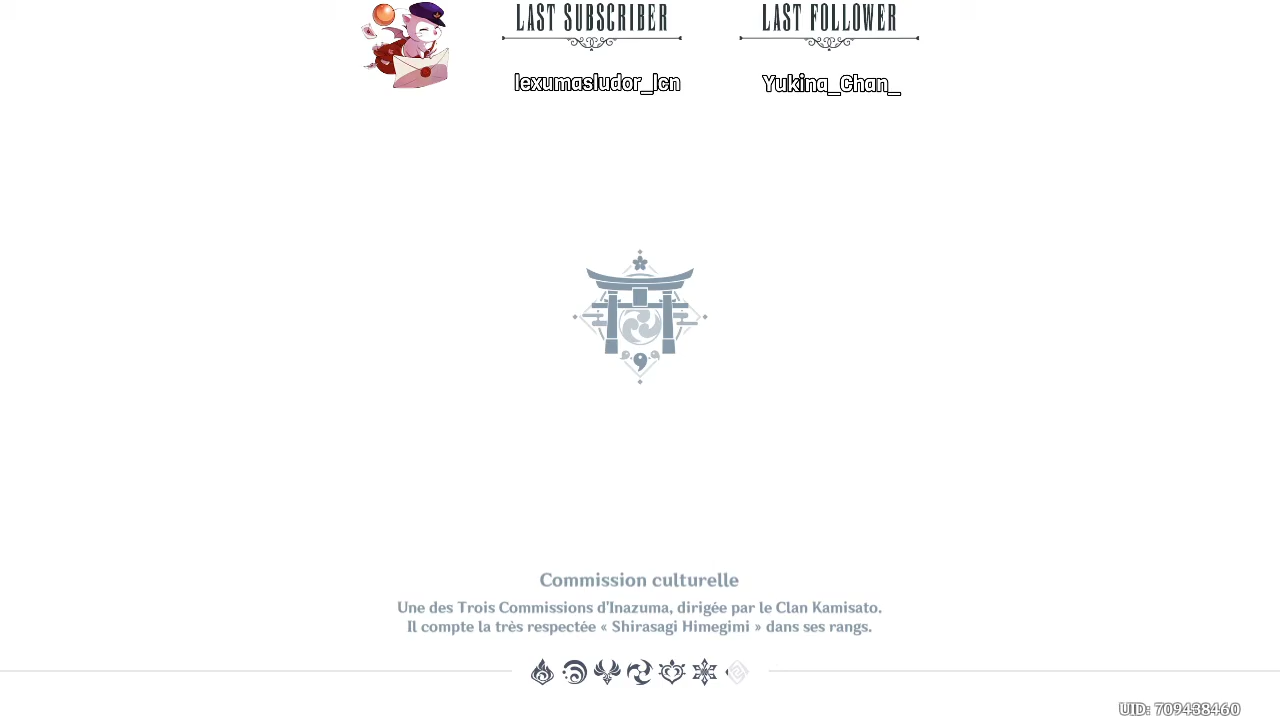 LAST SUBSCRIBER
LAST FOLLOWER
lexumasludor_lcn
Yukina_Chan_
Commission culturelle
Une des Trois Commissions d'Inazuma, dirigée par le Clan Kamisato.
Il compte la très respectée « Shirasagi Himegimi » dans ses rangs.
UID: 709438460